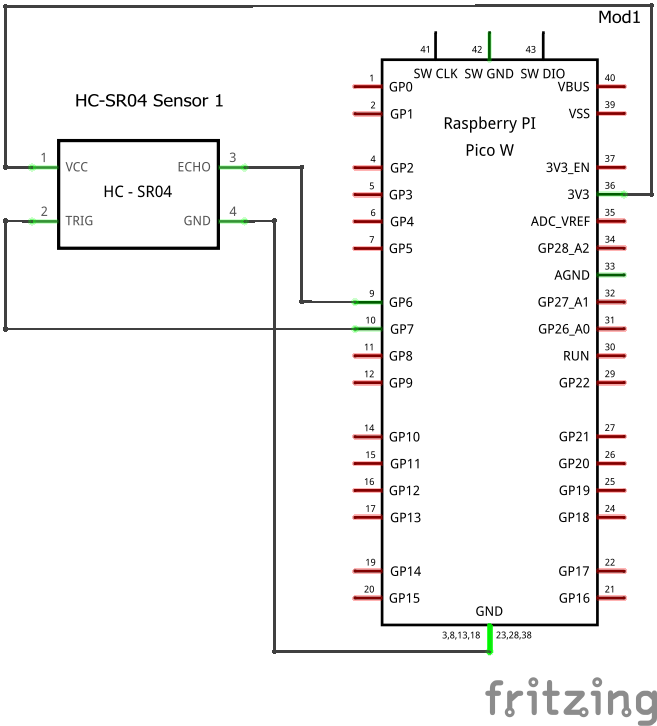 Mod1
41 42 43
SW CLK SW GND SW DIO
HC-SR04 Sensor 1
1 VCC ECHO 3
HC - SR04
2 TRIG GND 4
Raspberry PI
Pico W
1 GP0 VBUS 40
2 GP1 VSS 39
4 GP2 3V3_EN 37
5 GP3 3V3 36
6 GP4 ADC_VREF 35
7 GP5 GP28_A2 34
AGND 33
9 GP6 GP27_A1 32
10 GP7 GP26_A0 31
11 GP8 RUN 30
12 GP9 GP22 29
14 GP10 GP21 27
15 GP11 GP20 26
16 GP12 GP19 25
17 GP13 GP18 24
19 GP14 GP17 22
20 GP15 GP16 21
GND
3,8,13,18 23,28,38
fritzing